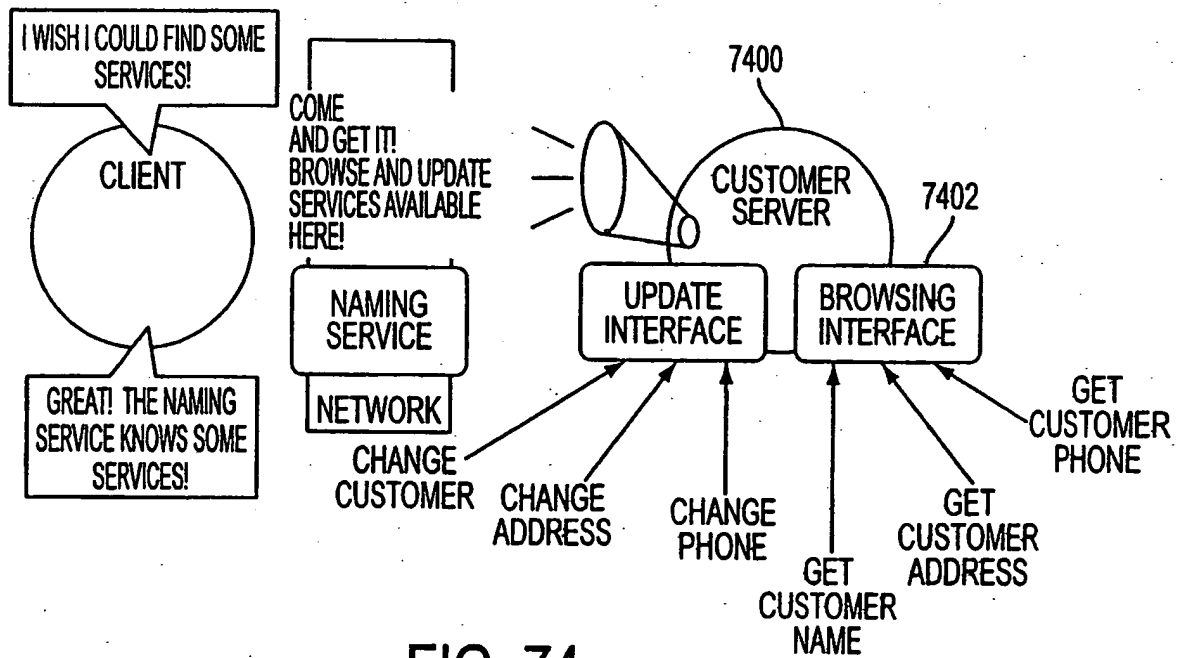 I WISH I COULD FIND SOME
SERVICES!
CLIENT
GREAT! THE NAMING
SERVICE KNOWS SOME
SERVICES!
COME
AND GET IT!
BROWSE AND UPDATE
SERVICES AVAILABLE
HERE!
NAMING
SERVICE
NETWORK
7400
CUSTOMER
SERVER
7402
UPDATE
INTERFACE
BROWSING
INTERFACE
CHANGE
CUSTOMER
CHANGE
ADDRESS
CHANGE
PHONE
GET
CUSTOMER
NAME
GET
CUSTOMER
ADDRESS
GET
CUSTOMER
PHONE
FIG. 74